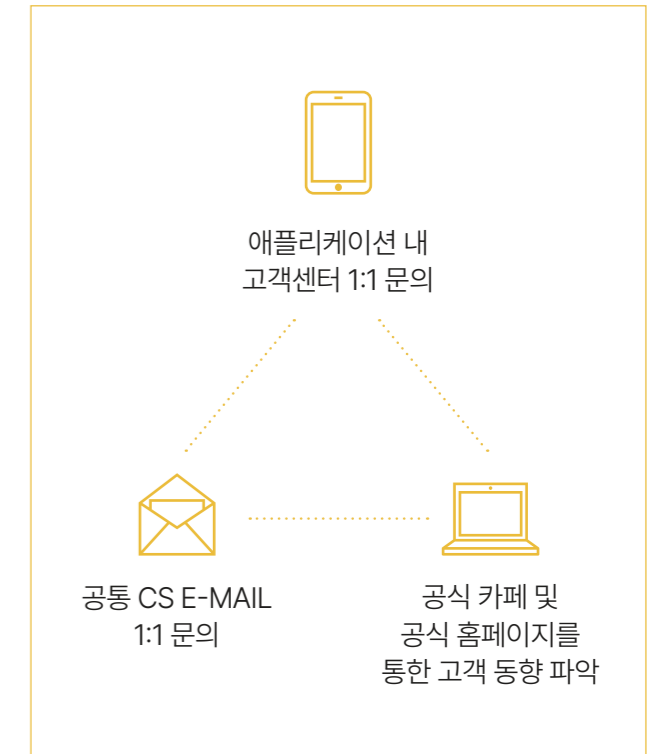 애플리케이션 내
고객센터 1:1 문의
공통 CS E-MAIL
1:1 문의
공식 카페 및
공식 홈페이지를
통한 고객 동향 파악